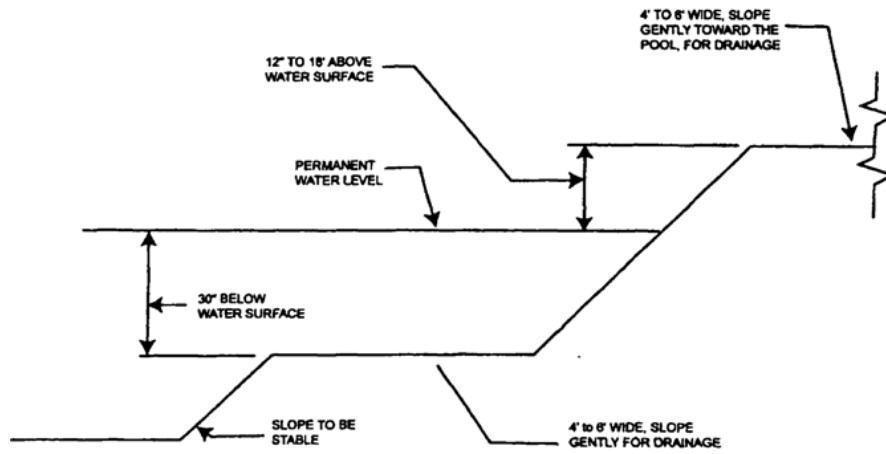 4' TO 6' WIDE, SLOPE
GENTLY TOWARD THE
POOL, FOR DRAINAGE
12" TO 18' ABOVE
WATER SURFACE
PERMANENT
WATER LEVEL
30" BELOW
WATER SURFACE
SLOPE TO BE
STABLE
4' to 6' WIDE, SLOPE
GENTLY FOR DRAINAGE